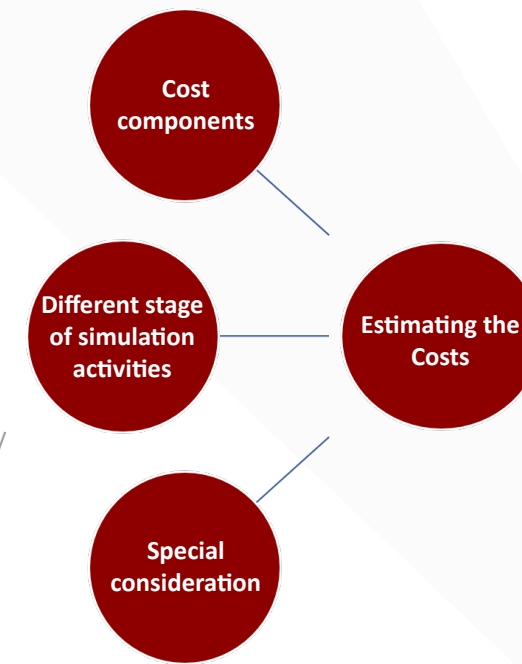 Cost
components
Different stage
of simulation
activities
Estimating the
Costs
Special
consideration